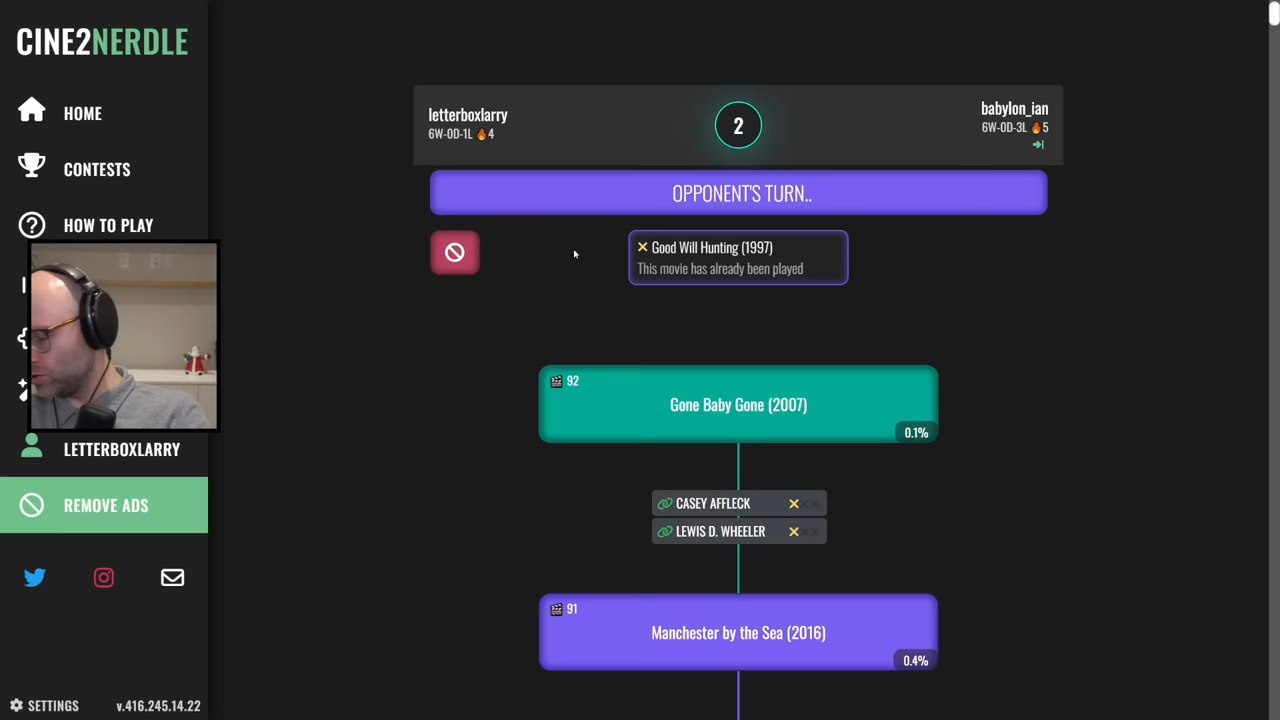 CINE2NERDLE
HOME
CONTESTS
HOW TO PLAY
LETTERBOXLARRY
REMOVE ADS
SETTINGS
v.416.245.14.22
letterboxlarry
6W-0D-1L 🔥4
2
babylon_ian
6W-0D-3L 🔥5
OPPONENT'S TURN..
Good Will Hunting (1997)
This movie has already been played
92
Gone Baby Gone (2007)
0.1%
CASEY AFFLECK
LEWIS D. WHEELER
91
Manchester by the Sea (2016)
0.4%